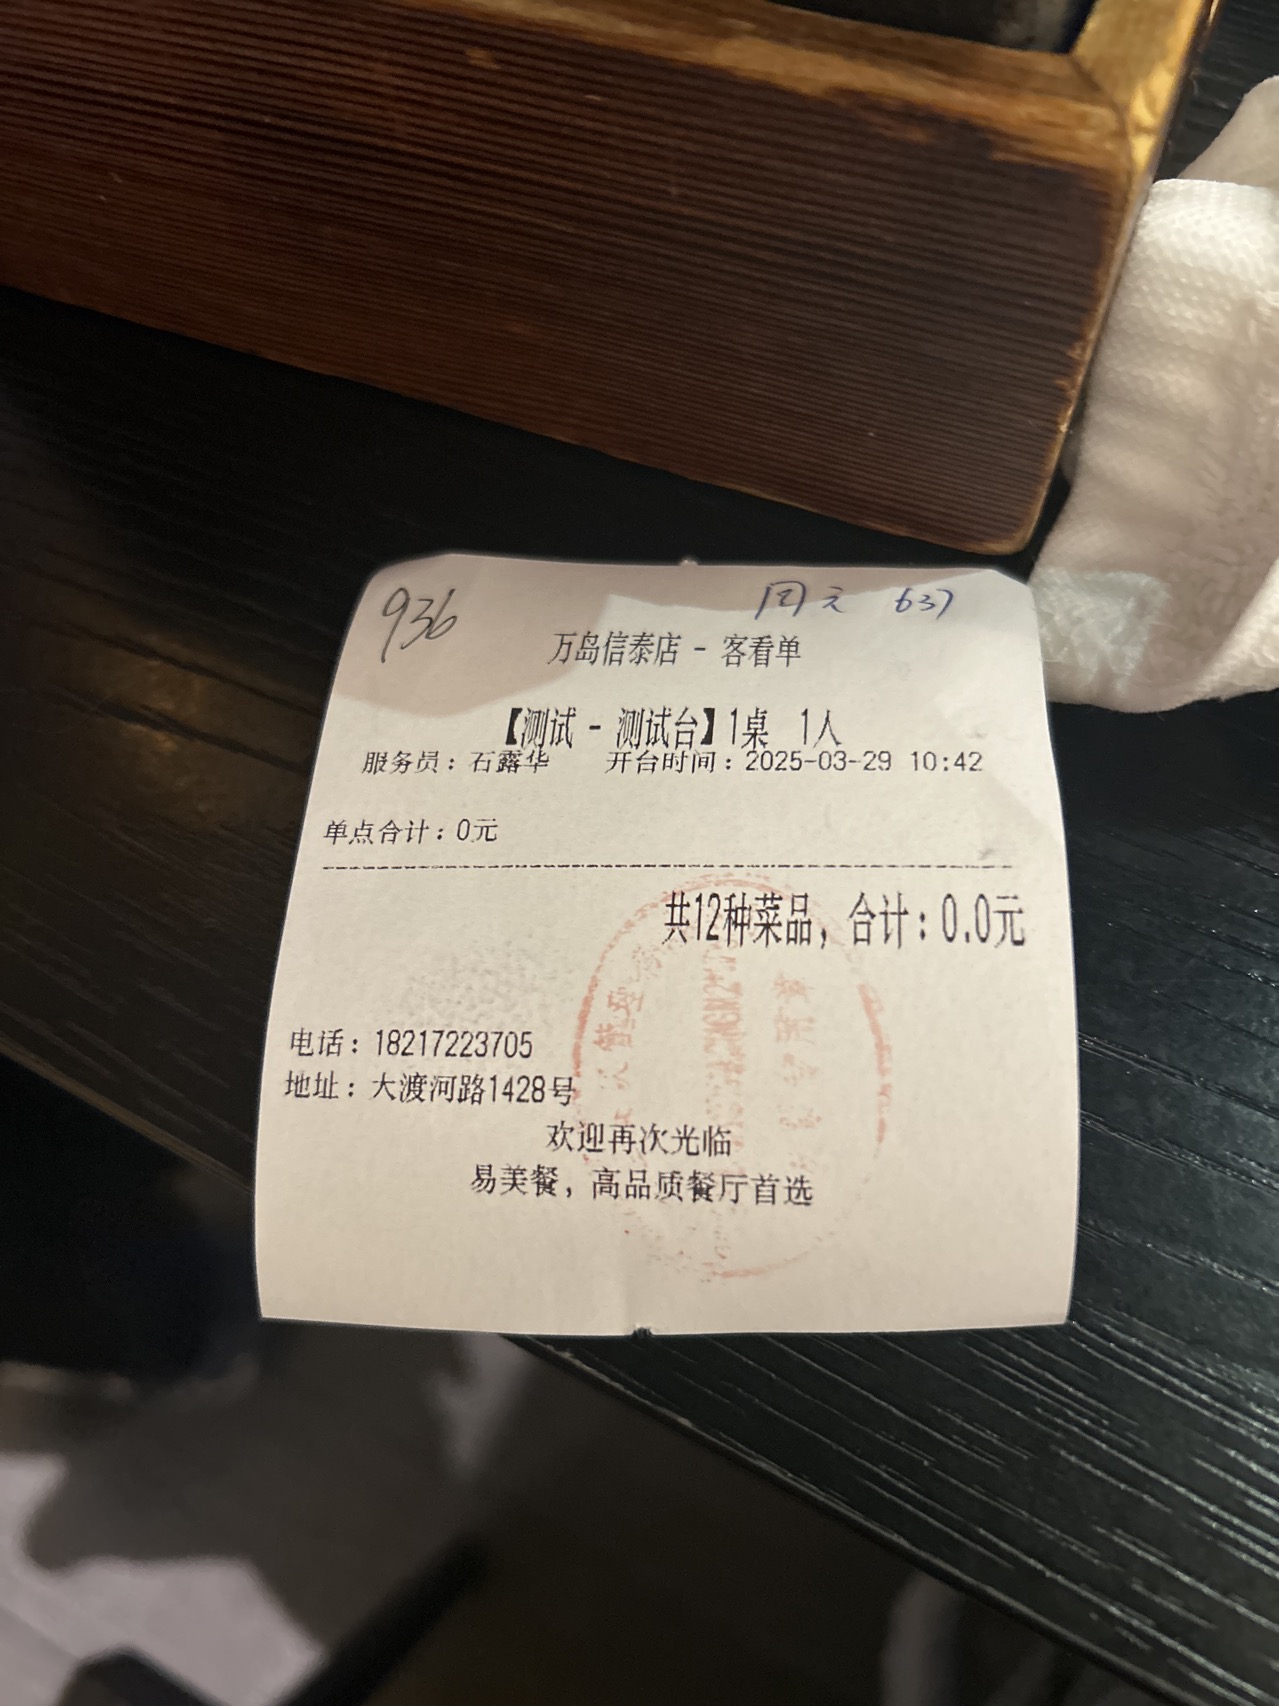 936
周元 637
万岛信泰店 - 客看单
【测试 - 测试台】1桌 1人
服务员：石露华 开台时间：2025-03-29 10:42
单点合计：0元
共12种菜品，合计：0.0元
电话：18217223705
地址：大渡河路1428号
欢迎再次光临
易美餐，高品质餐厅首选